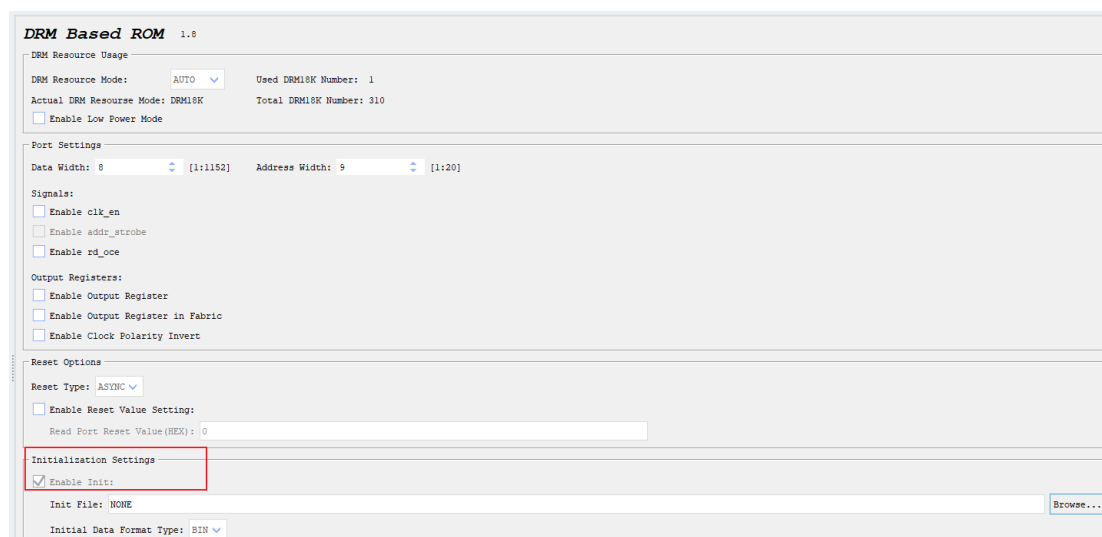 DRM Based ROM 1.8
DRM Resource Usage
DRM Resource Mode: AUTO Used DRM18K Number: 1
Actual DRM Resourse Mode: DRM18K Total DRM18K Number: 310
Enable Low Power Mode
Port Settings
Data Width: 8 [1:1152] Address Width: 9 [1:20]
Signals:
Enable clk_en
Enable addr_strobe
Enable rd_oce
Output Registers:
Enable Output Register
Enable Output Register in Fabric
Enable Clock Polarity Invert
Reset Options
Reset Type: ASYNC
Enable Reset Value Setting:
Read Port Reset Value(HEX): 0
Initialization Settings
Enable Init:
Init File: NONE Browse...
Initial Data Format Type: BIN